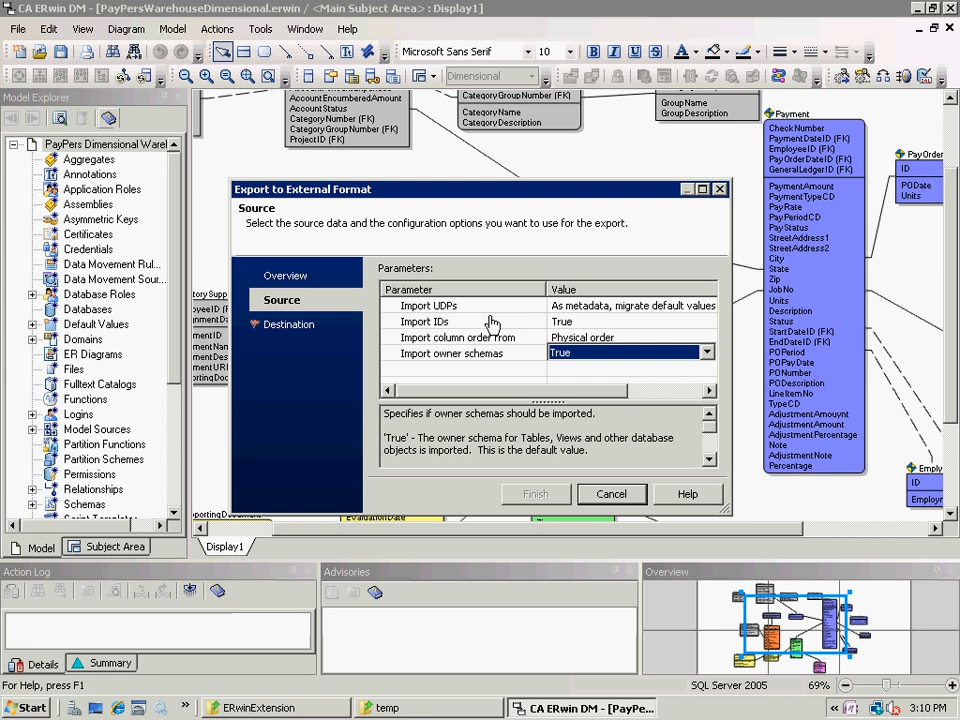 CA ERwin DM - [PayPersWarehouseDimensional.erwin / <Main Subject Area> : Display1]
File Edit View Diagram Model Actions Tools Window Help
Microsoft Sans Serif 10 B I U S A
Dimensional
Model Explorer
PayPers Dimensional Warel
Aggregates
Annotations
Application Roles
Assemblies
Asymmetric Keys
Certificates
Credentials
Data Movement Rul...
Data Movement Sour...
Database Roles
Databases
Default Values
Domains
ER Diagrams
Files
Fulltext Catalogs
Functions
Logins
Model Sources
Partition Functions
Partition Schemes
Permissions
Relationships
Schemas
Model Subject Area
AccountEncumberedAmount
AccountStatus
CategoryNumber (FK)
CategoryGroupNumber (FK)
ProjectID (FK)
CategoryGroupNumber (FK)
CategoryName
CategoryDescription
GroupName
GroupDescription
Payment
CheckNumber
PaymentDateID (FK)
EmployeeID (FK)
PayOrderDateID (FK)
GeneralLedgerID (FK)
PaymentAmount
PaymentTypeCD
PayRate
PayPeriodCD
PayStatus
StreetAddress1
StreetAddress2
City
State
Zip
JobNo
Units
Description
Status
StartDateID (FK)
EndDateID (FK)
POPeriod
POPayDate
PONumber
PODescription
LineItemNo
TypeCD
AdjustmentAmouynt
AdjustmentAmount
AdjustmentPercentage
Note
AdjustmentNote
Percentage
PayOrder
ID
PODate
Units
Employ
ID
Employm
EvaluationDate
Export to External Format
Source
Select the source data and the configuration options you want to use for the export.
Overview
Source
Destination
Parameters:
Parameter Value
Import UDPs As metadata, migrate default values
Import IDs True
Import column order from Physical order
Import owner schemas True
Specifies if owner schemas should be imported.
'True' - The owner schema for Tables, Views and other database
objects is imported. This is the default value.
Finish Cancel Help
Display1
Action Log
Details Summary
Advisories
Overview
For Help, press F1
SQL Server 2005 69%
Start ERwinExtension temp CA ERwin DM - [PayPe... 3:10 PM